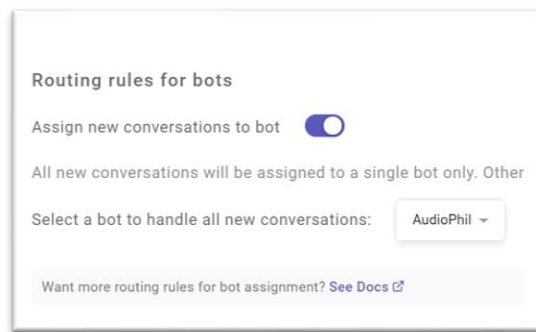 Routing rules for bots
Assign new conversations to bot
All new conversations will be assigned to a single bot only. Other
Select a bot to handle all new conversations: AudioPhil
Want more routing rules for bot assignment? See Docs